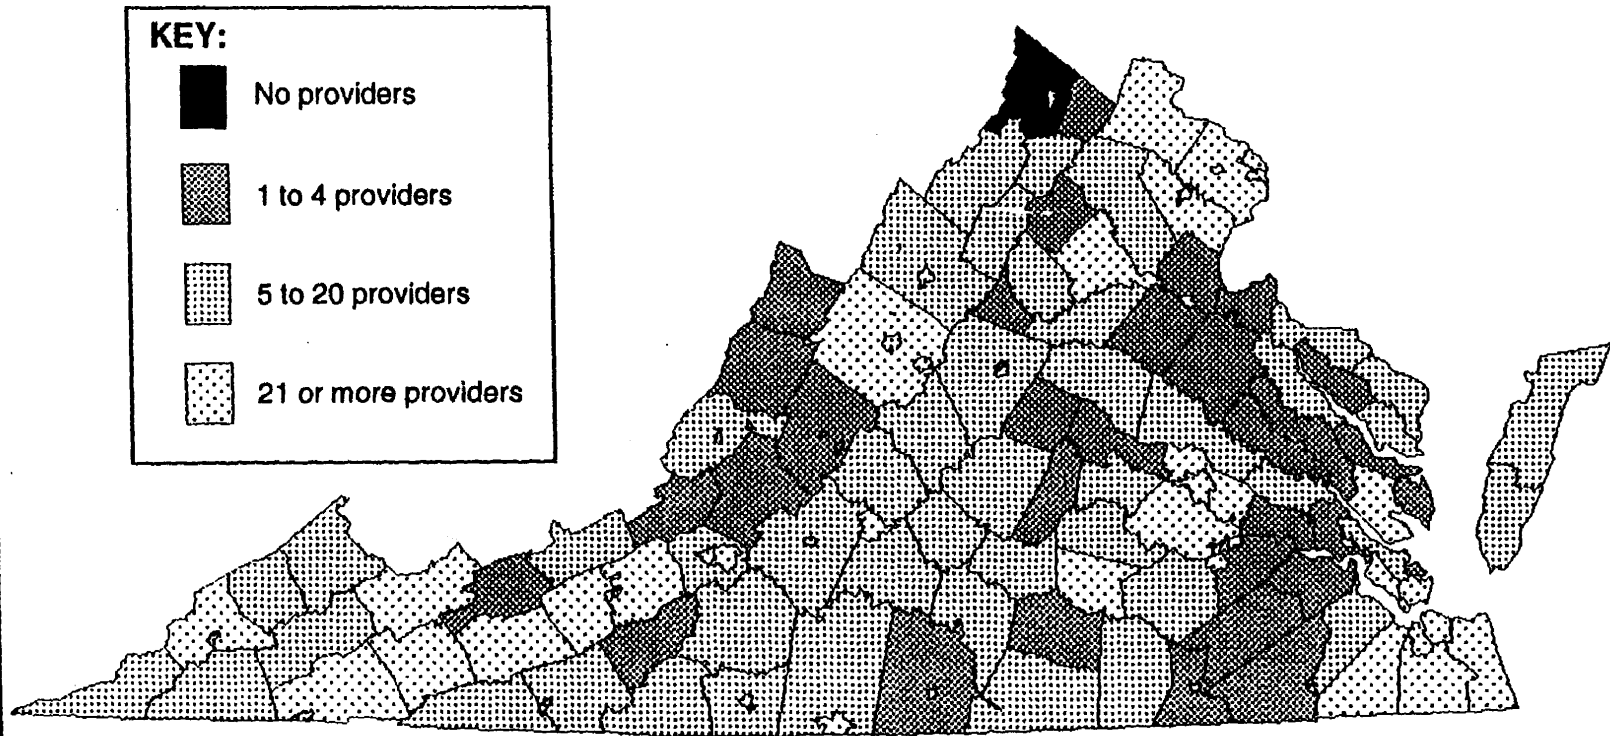 KEY:
No providers
1 to 4 providers
5 to 20 providers
21 or more providers